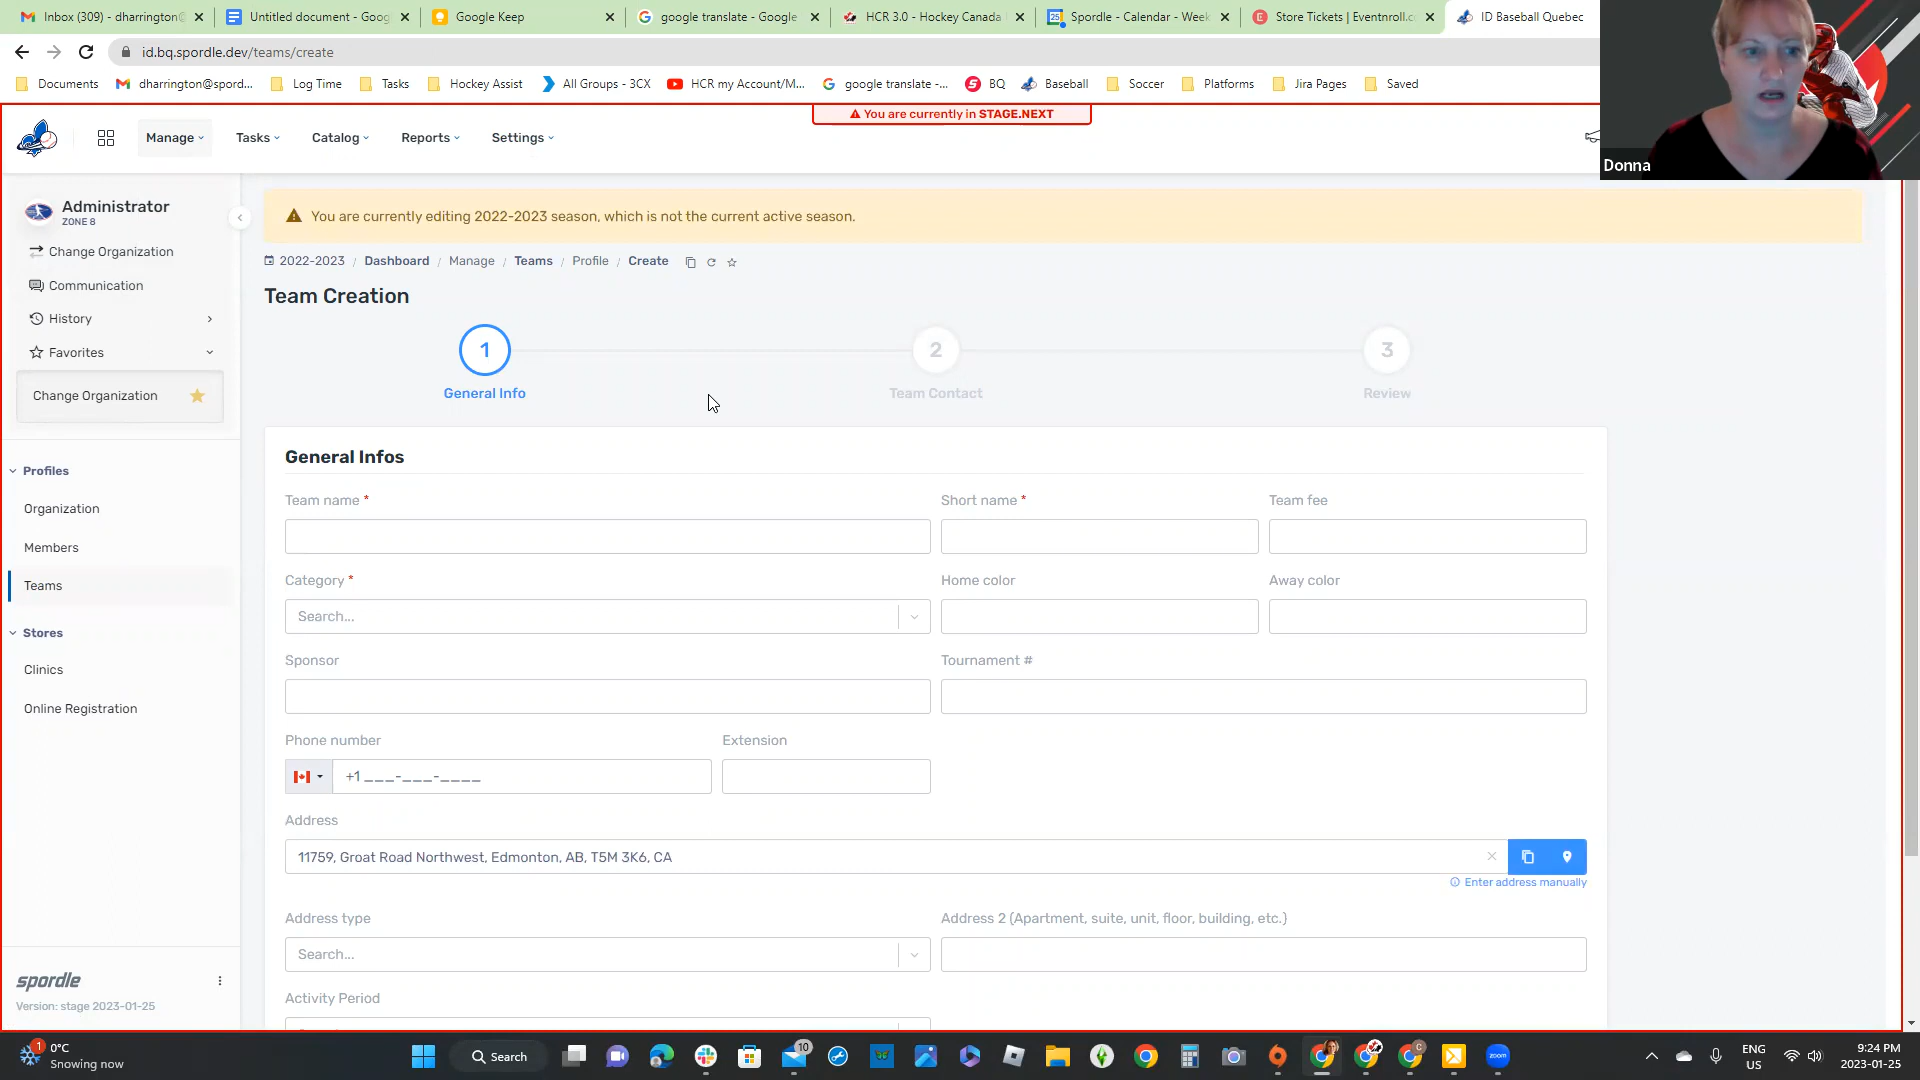 Inbox (309) - dharrington@
Untitled document - Goog
Google Keep
google translate - Google
HCR 3.0 - Hockey Canada
Spordle - Calendar - Week
Store Tickets | Eventnroll.c
ID Baseball Quebec
id.bq.spordle.dev/teams/create
Documents
dharrington@spord...
Log Time
Tasks
Hockey Assist
All Groups - 3CX
HCR my Account/M...
google translate -...
BQ
Baseball
Soccer
Platforms
Jira Pages
Saved
You are currently in STAGE.NEXT
Manage
Tasks
Catalog
Reports
Settings
Donna
Administrator
ZONE 8
Change Organization
Communication
History
Favorites
Change Organization
Profiles
Organization
Members
Teams
Stores
Clinics
Online Registration
spordle
Version: stage 2023-01-25
You are currently editing 2022-2023 season, which is not the current active season.
2022-2023 / Dashboard / Manage / Teams / Profile / Create
Team Creation
1
2
3
General Info
Team Contact
Review
General Infos
Team name *
Short name *
Team fee
Category *
Home color
Away color
Search...
Sponsor
Tournament #
Phone number
Extension
+1 ___-___-____
Address
11759, Groat Road Northwest, Edmonton, AB, T5M 3K6, CA
Enter address manually
Address type
Address 2 (Apartment, suite, unit, floor, building, etc.)
Search...
Activity Period
1
0°C
Snowing now
Search
10
zoom
ENG
US
9:24 PM
2023-01-25